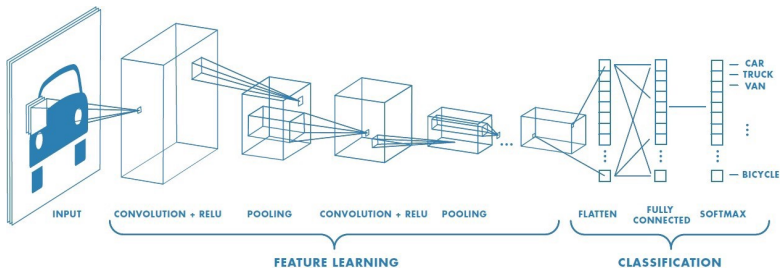 CAR
TRUCK
VAN
BICYCLE
INPUT
CONVOLUTION + RELU
POOLING
CONVOLUTION + RELU
POOLING
FLATTEN
FULLY
CONNECTED
SOFTMAX
FEATURE LEARNING
CLASSIFICATION